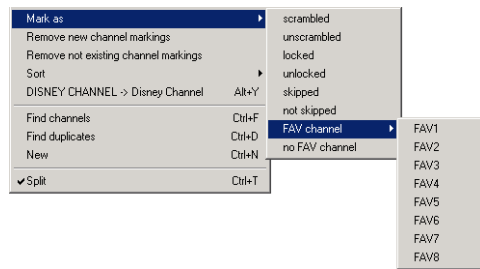 Mark as
Remove new channel markings
Remove not existing channel markings
Sort
DISNEY CHANNEL -> Disney Channel Alt+Y
Find channels Ctrl+F
Find duplicates Ctrl+D
New Ctrl+N
Split Ctrl+T
scrambled
unscrambled
locked
unlocked
skipped
not skipped
FAV channel
no FAV channel
FAV1
FAV2
FAV3
FAV4
FAV5
FAV6
FAV7
FAV8